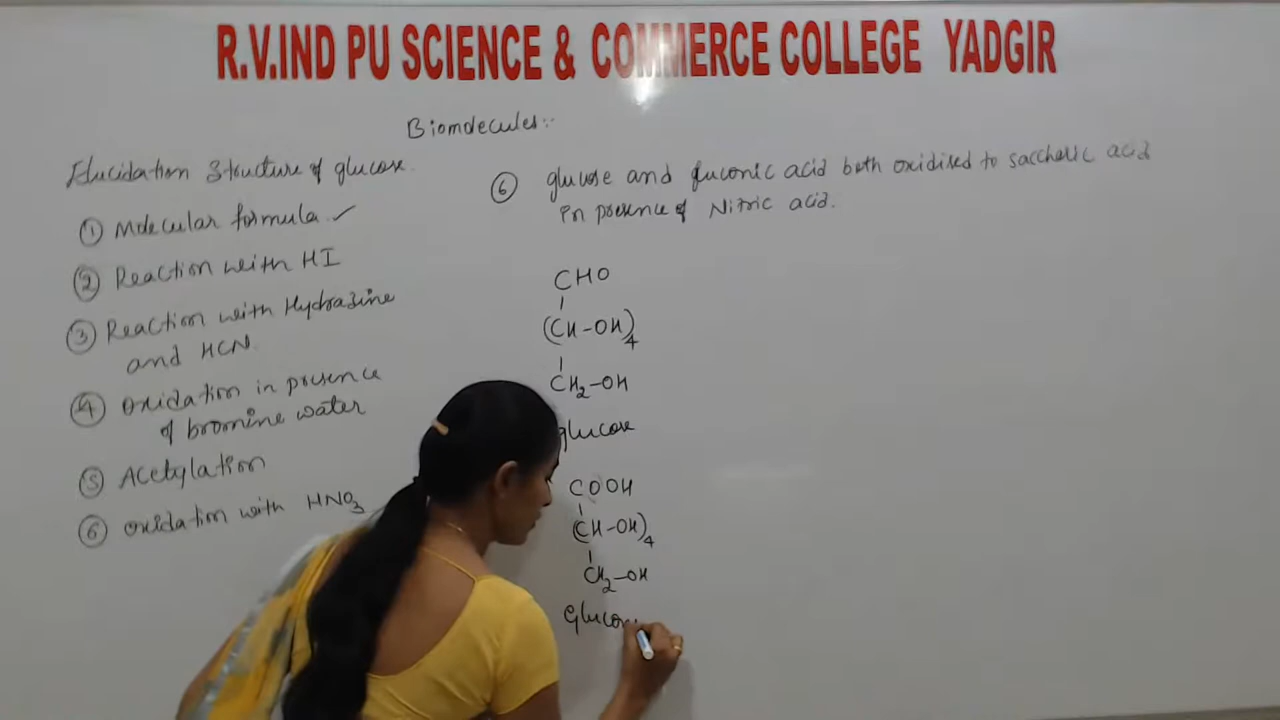 R.V.IND PU SCIENCE & COMMERCE COLLEGE YADGIR
Biomolecules:-
Elucidation Structure of glucose.
① Molecular formula ✓
② Reaction with HI
③ Reaction with Hydrazine
and HCN.
④ Oxidation in presence
of bromine water
⑤ Acetylation
⑥ oxidation with HNO3
⑥ glucose and gluconic acid both oxidised to saccharic acid
in presence of Nitric acid.
CHO
|
(CH-OH)4
|
CH2-OH
glucose
COOH
|
(CH-OH)4
|
CH2-OH
Glucon